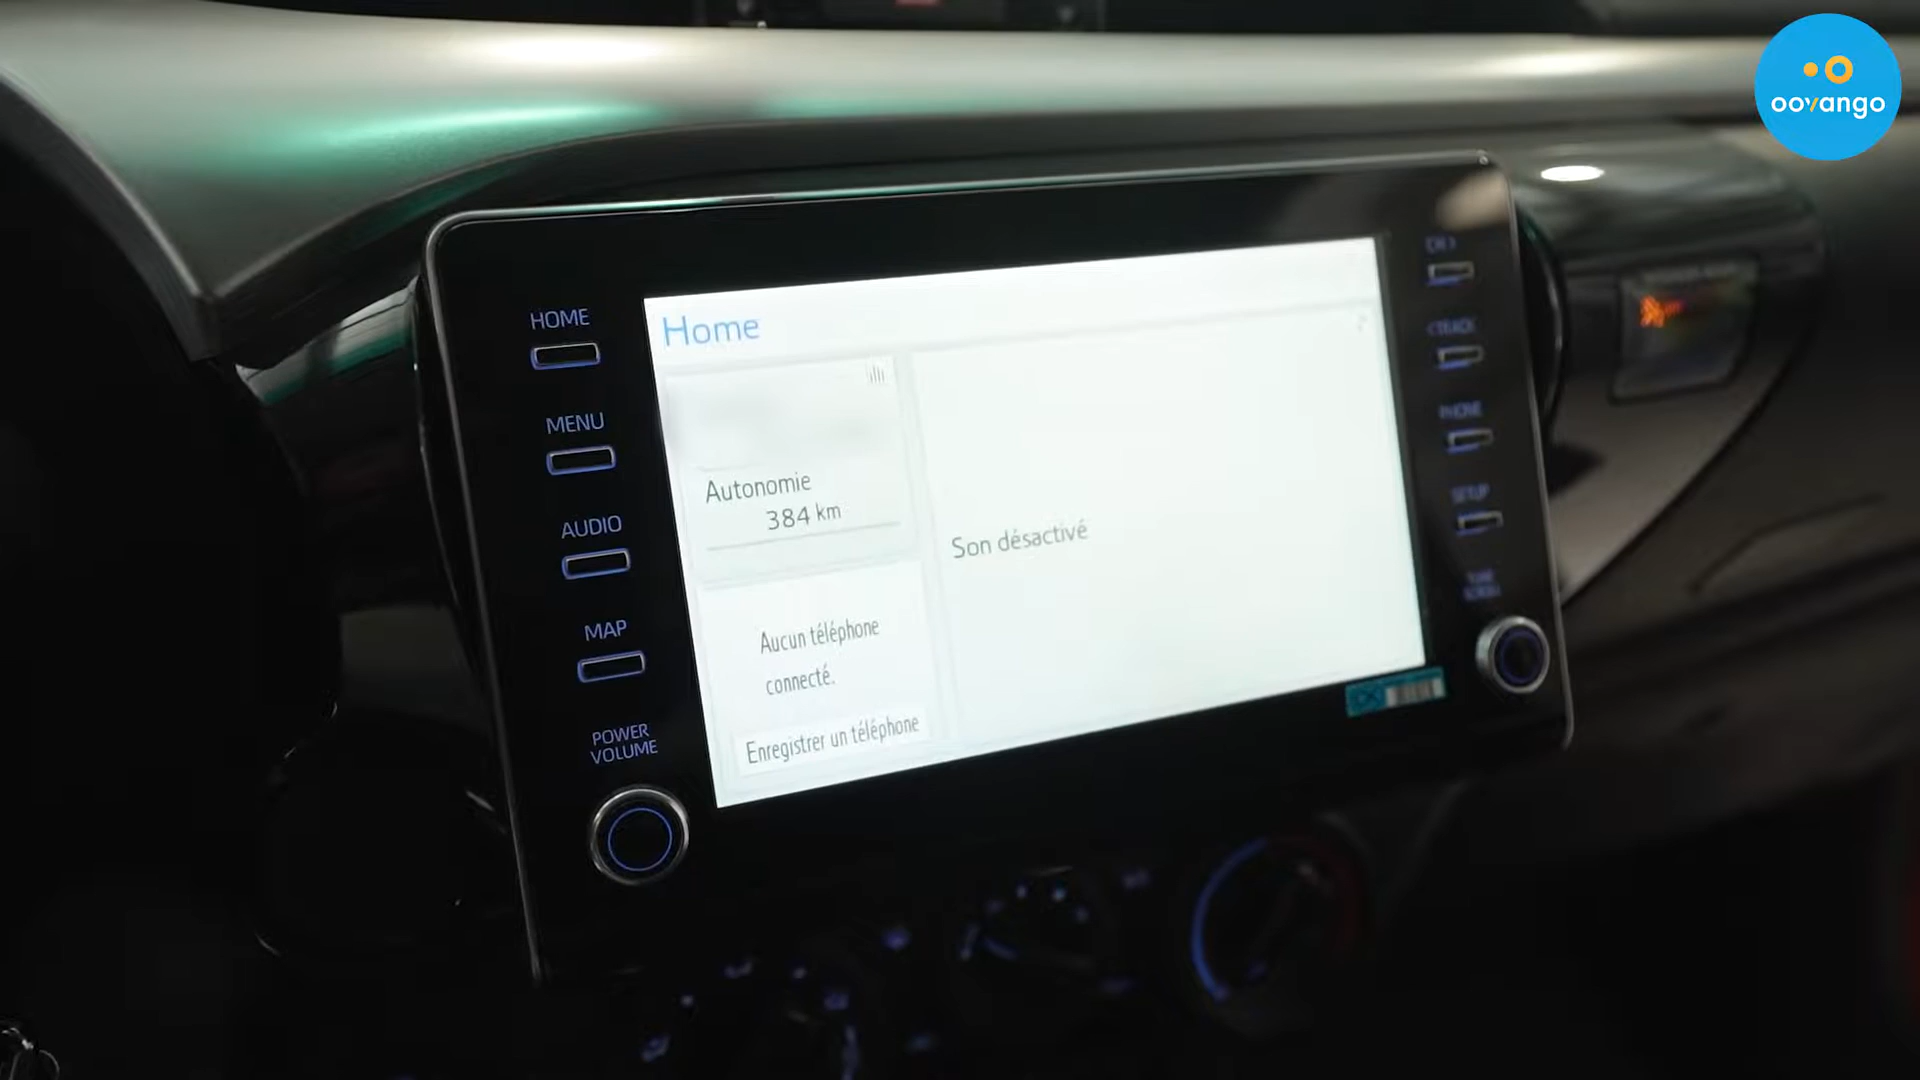 oovango
HOME
MENU
AUDIO
MAP
POWER
VOLUME
Home
Autonomie
384 km
Aucun téléphone
connecté.
Enregistrer un téléphone
Son désactivé
PHONE
SETUP